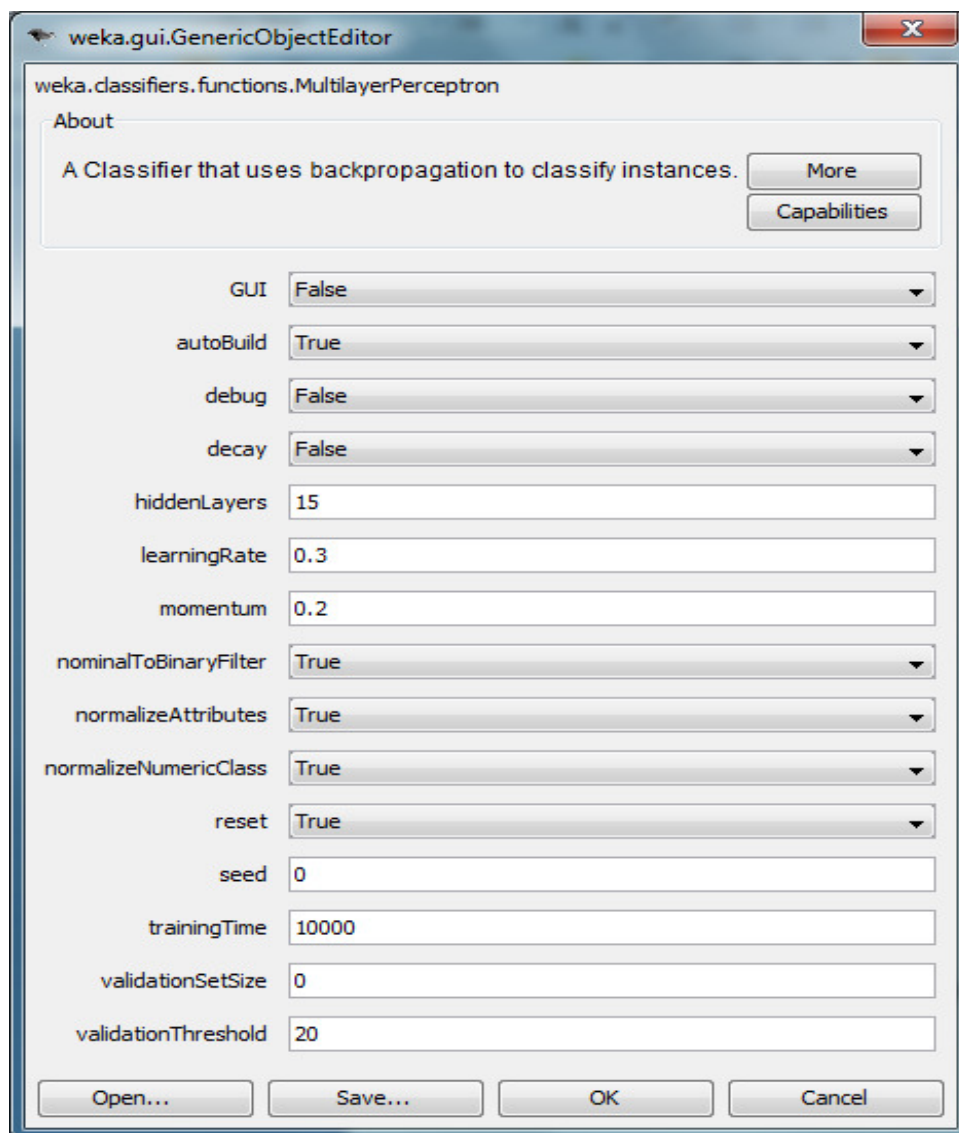 weka.gui.GenericObjectEditor
weka.classifiers.functions.MultilayerPerceptron
About
A Classifier that uses backpropagation to classify instances. More
Capabilities
GUI False
autoBuild True
debug False
decay False
hiddenLayers 15
learningRate 0.3
momentum 0.2
nominalToBinaryFilter True
normalizeAttributes True
normalizeNumericClass True
reset True
seed 0
trainingTime 10000
validationSetSize 0
validationThreshold 20
Open... Save... OK Cancel